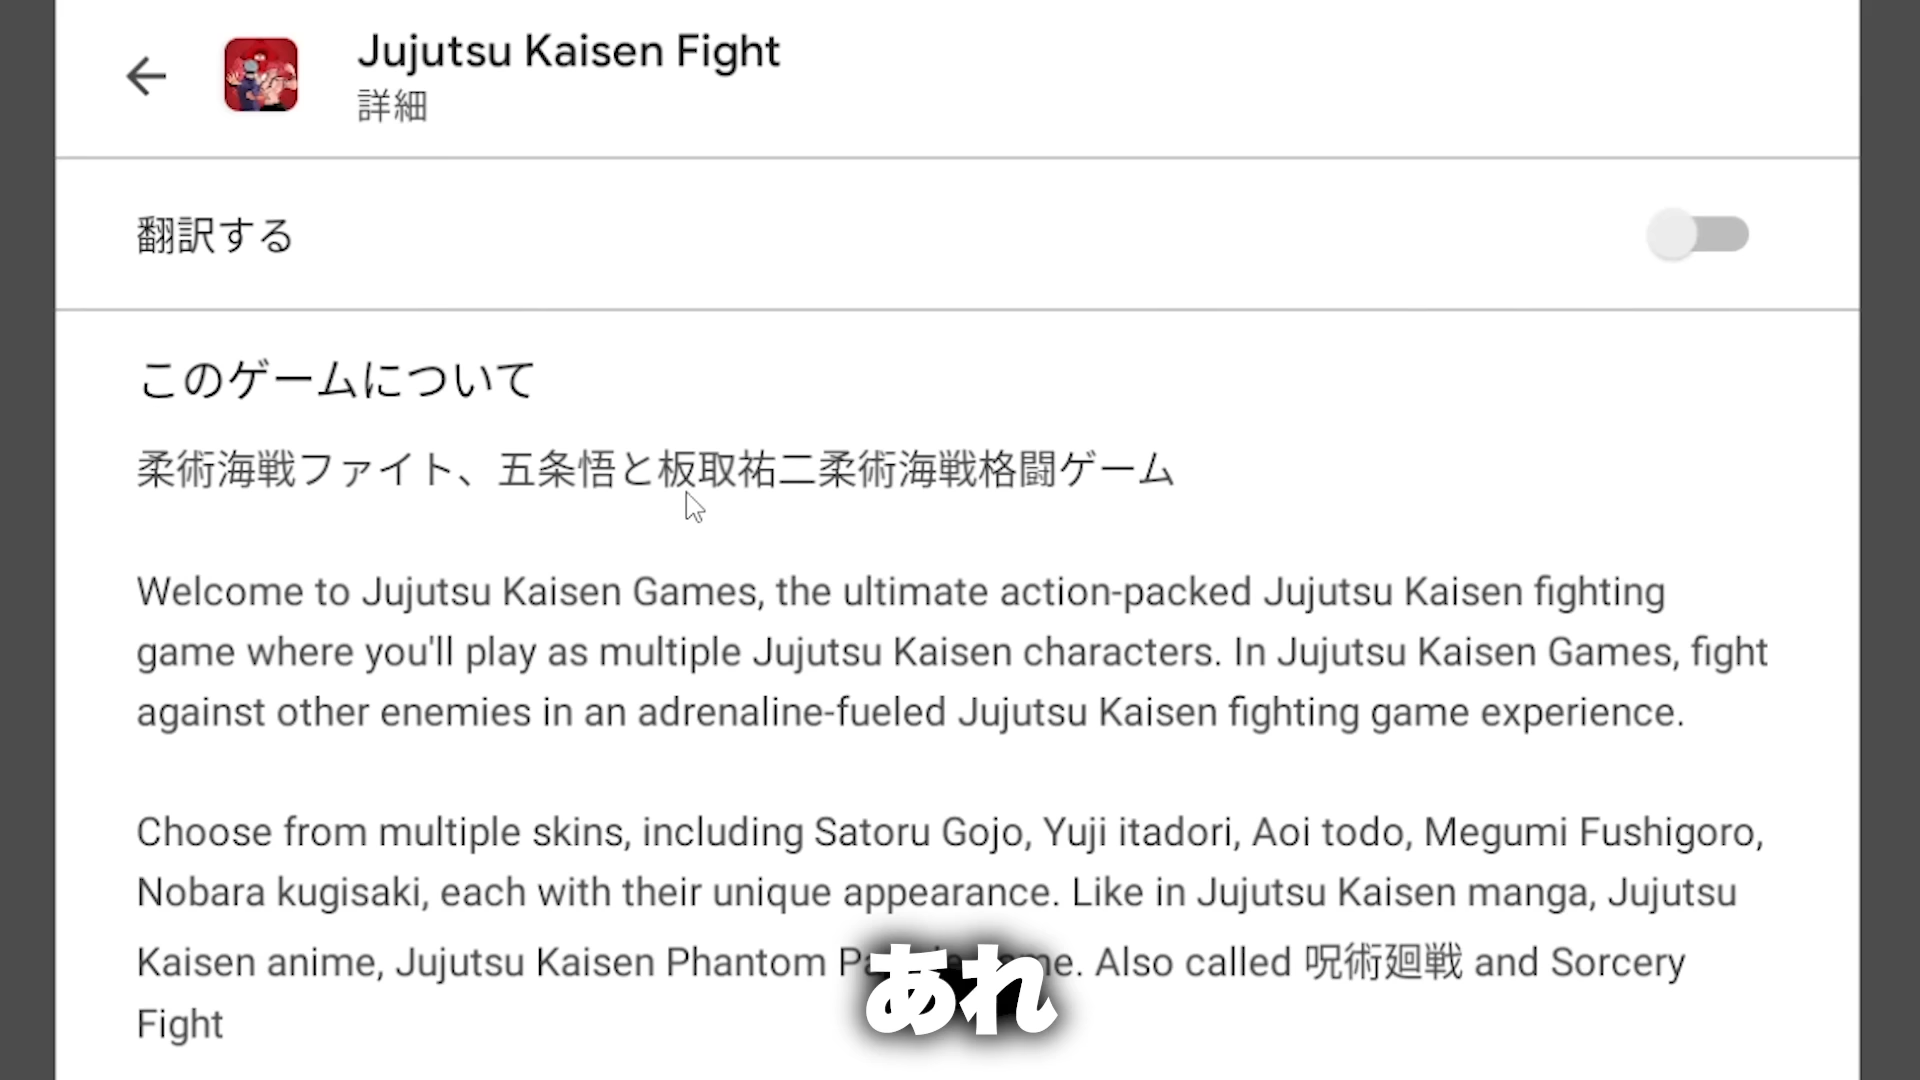 Jujutsu Kaisen Fight
詳細
翻訳する
このゲームについて
柔術海戦ファイト、五条悟と板取祐二柔術海戦格闘ゲーム
Welcome to Jujutsu Kaisen Games, the ultimate action-packed Jujutsu Kaisen fighting
game where you'll play as multiple Jujutsu Kaisen characters. In Jujutsu Kaisen Games, fight
against other enemies in an adrenaline-fueled Jujutsu Kaisen fighting game experience.
Choose from multiple skins, including Satoru Gojo, Yuji itadori, Aoi todo, Megumi Fushigoro,
Nobara kugisaki, each with their unique appearance. Like in Jujutsu Kaisen manga, Jujutsu
Kaisen anime, Jujutsu Kaisen Phantom Also called 呪術廻戦 and Sorcery
Fight
あれ